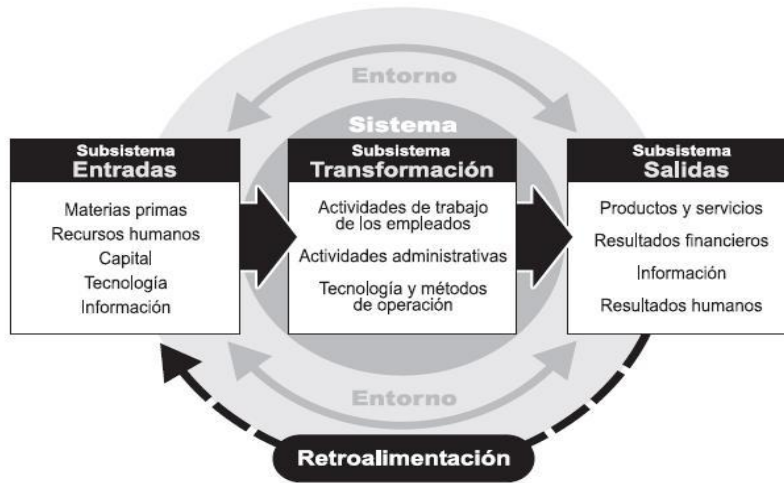 Entorno
Sistema
Subsistema
Entradas
Materias primas
Recursos humanos
Capital
Tecnología
Información
Subsistema
Transformación
Actividades de trabajo
de los empleados
Actividades administrativas
Tecnología y métodos
de operación
Subsistema
Salidas
Productos y servicios
Resultados financieros
Información
Resultados humanos
Entorno
Retroalimentación